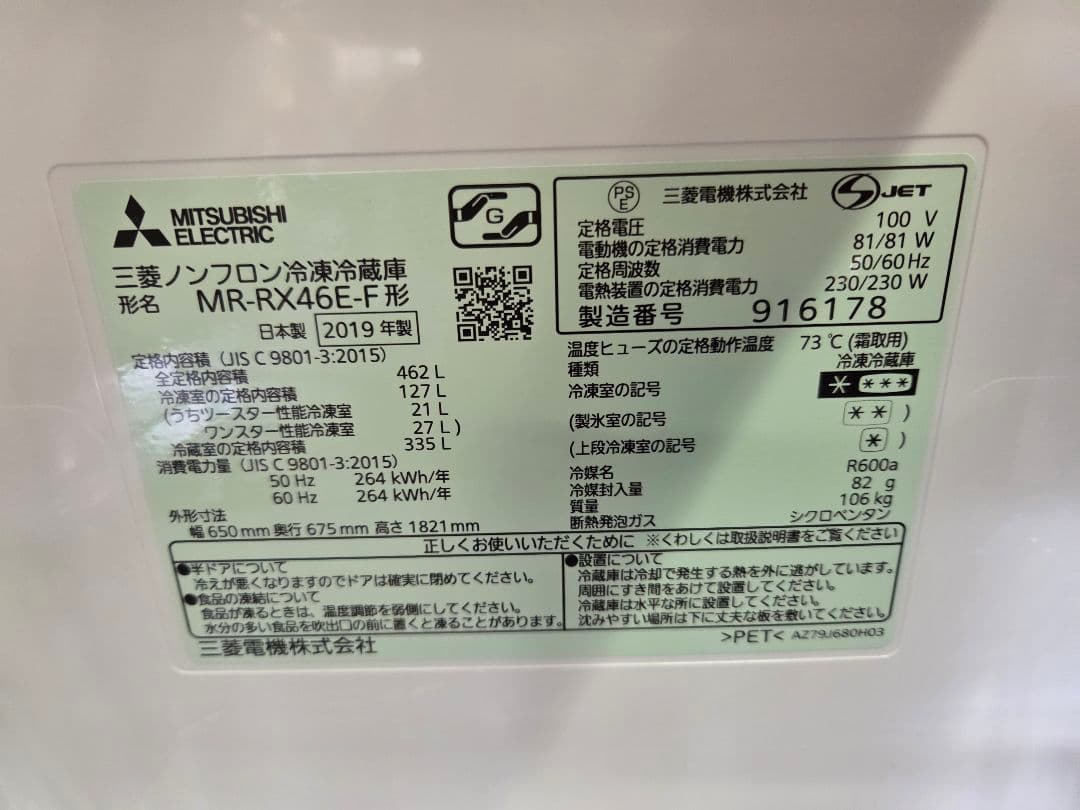 MITSUBISHI
ELECTRIC
G
三菱ノンフロン冷凍冷蔵庫
形名 MR-RX46E-F形
日本製 2019年製
定格内容積（JIS C 9801-3:2015）
全定格内容積 462 L
冷凍室の定格内容積 127 L
(うちツースター性能冷凍室 21 L
ワンスター性能冷凍室 27 L )
冷蔵室の定格内容積 335 L
消費電力量（JIS C 9801-3:2015）
50 Hz 264 kWh/年
60 Hz 264 kWh/年
外形寸法
幅 650 mm 奥行 675 mm 高さ 1821 mm
PS
E
三菱電機株式会社 JET
定格電圧 100 V
電動機の定格消費電力 81/81 W
定格周波数 50/60 Hz
電熱装置の定格消費電力 230/230 W
製造番号 916178
温度ヒューズの定格動作温度 73 ℃ (霜取用)
種類 冷凍冷蔵庫
冷凍室の記号 * ***
(製氷室の記号 ** )
(上段冷凍室の記号 * )
冷媒名 R600a
冷媒封入量 82 g
質量 106 kg
断熱発泡ガス シクロペンタン
正しくお使いいただくために ※くわしくは取扱説明書をご覧ください
●半ドアについて
冷えが悪くなりますのでドアは確実に閉めてください。
●食品の凍結について
食品が凍るときは、温度調節を弱側にしてください。
水分の多い食品を吹出口の前に置くと凍ることがあります。
●設置について
冷蔵庫は冷却で発生する熱を外に逃がしています。
周囲にすき間をあけて設置してください。
冷蔵庫は水平な所に設置してください。
沈みやすい場所は下に丈夫な板を敷いてください。
三菱電機株式会社
>PET< AZ79J680H03